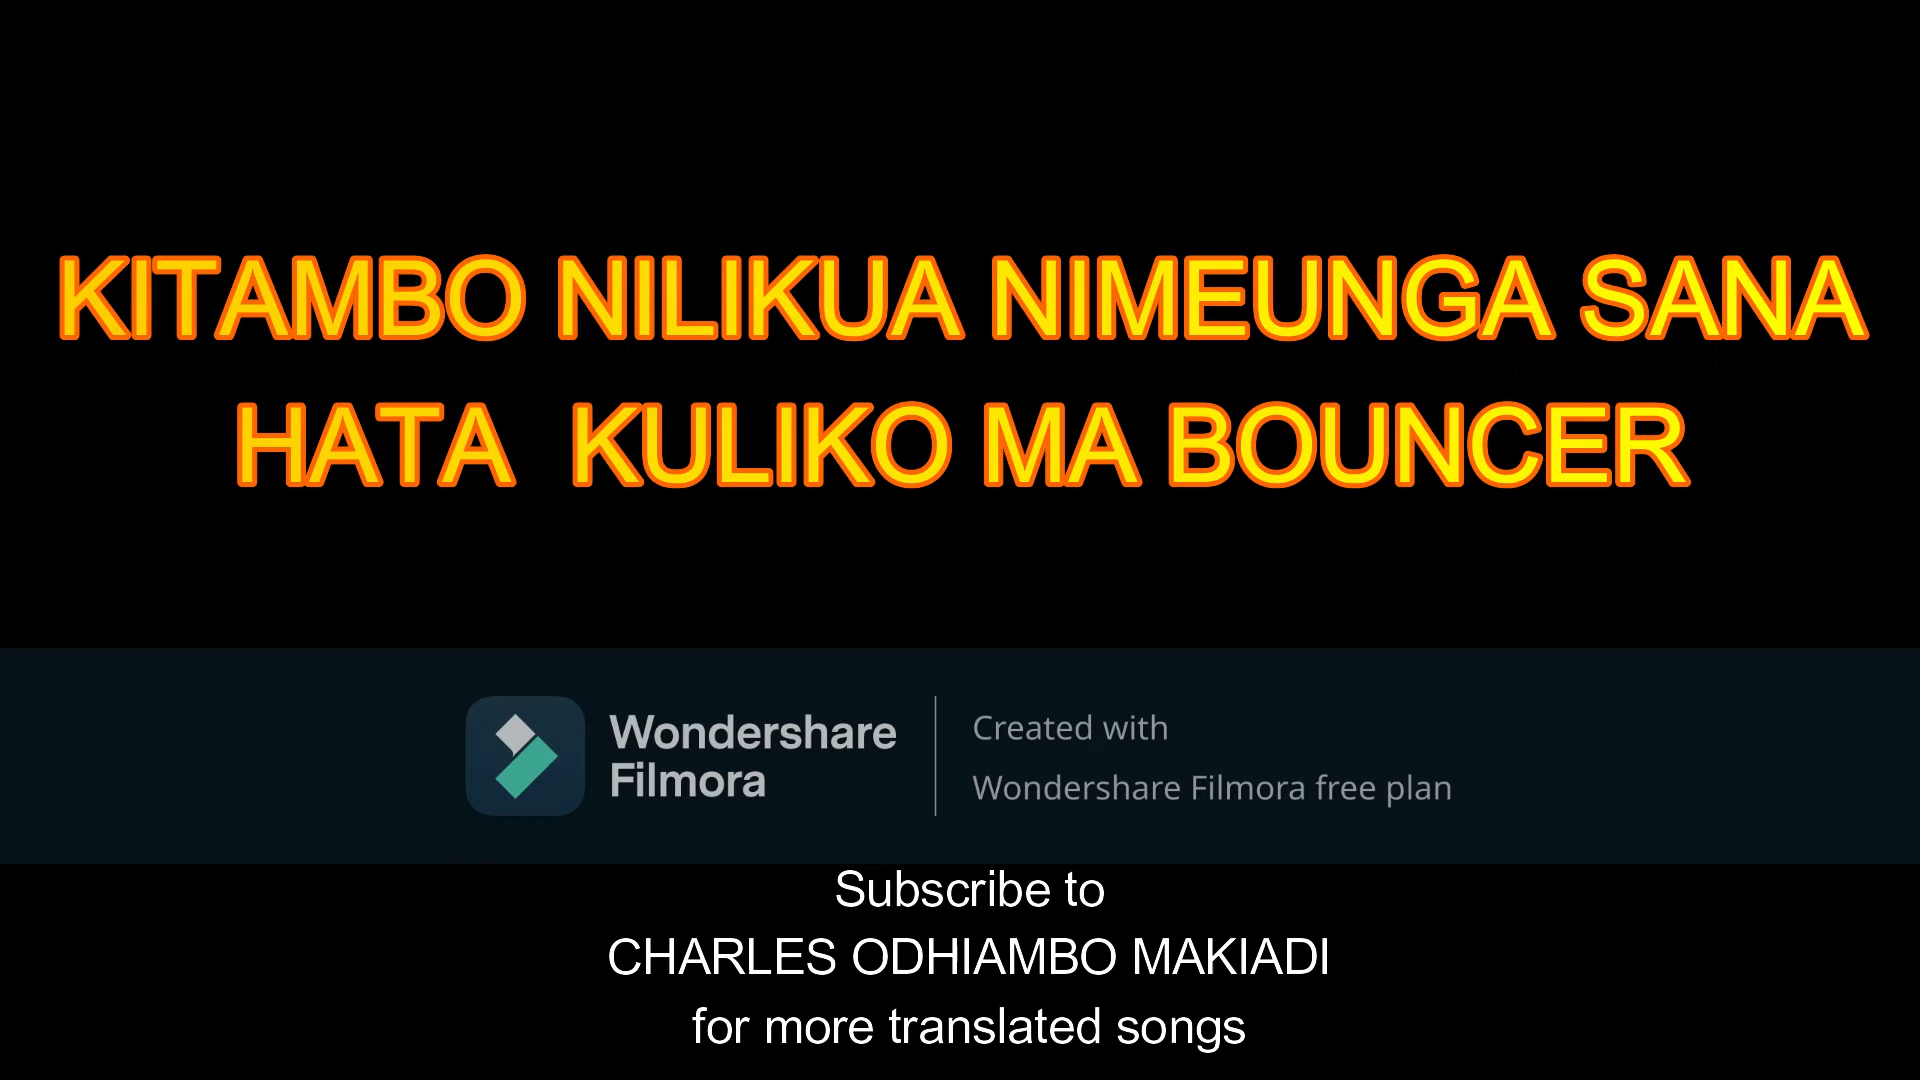 KITAMBO NILIKUA NIMEUNGA SANA
HATA KULIKO MA BOUNCER
Wondershare
Filmora
Created with
Wondershare Filmora free plan
Subscribe to
CHARLES ODHIAMBO MAKIADI
for more translated songs